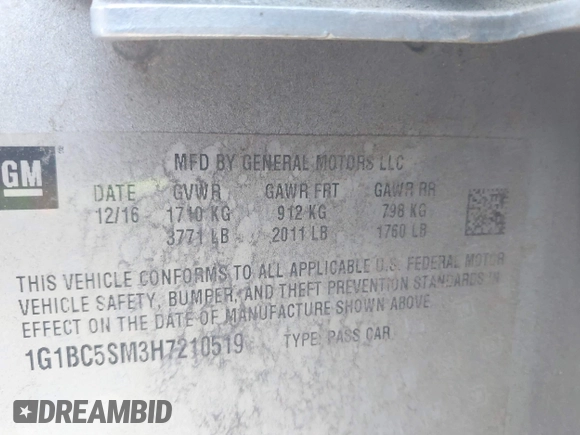 GM
MFD BY GENERAL MOTORS LLC
DATE GVWR GAWR FRT GAWR RR
12/16 1710 KG 912 KG 798 KG
3771 LB 2011 LB 1760 LB
THIS VEHICLE CONFORMS TO ALL APPLICABLE U.S. FEDERAL MOTOR
VEHICLE SAFETY, BUMPER, AND THEFT PREVENTION STANDARDS IN
EFFECT ON THE DATE OF MANUFACTURE SHOWN ABOVE.
1G1BC5SM3H7210519 TYPE: PASS CAR
DREAMBID